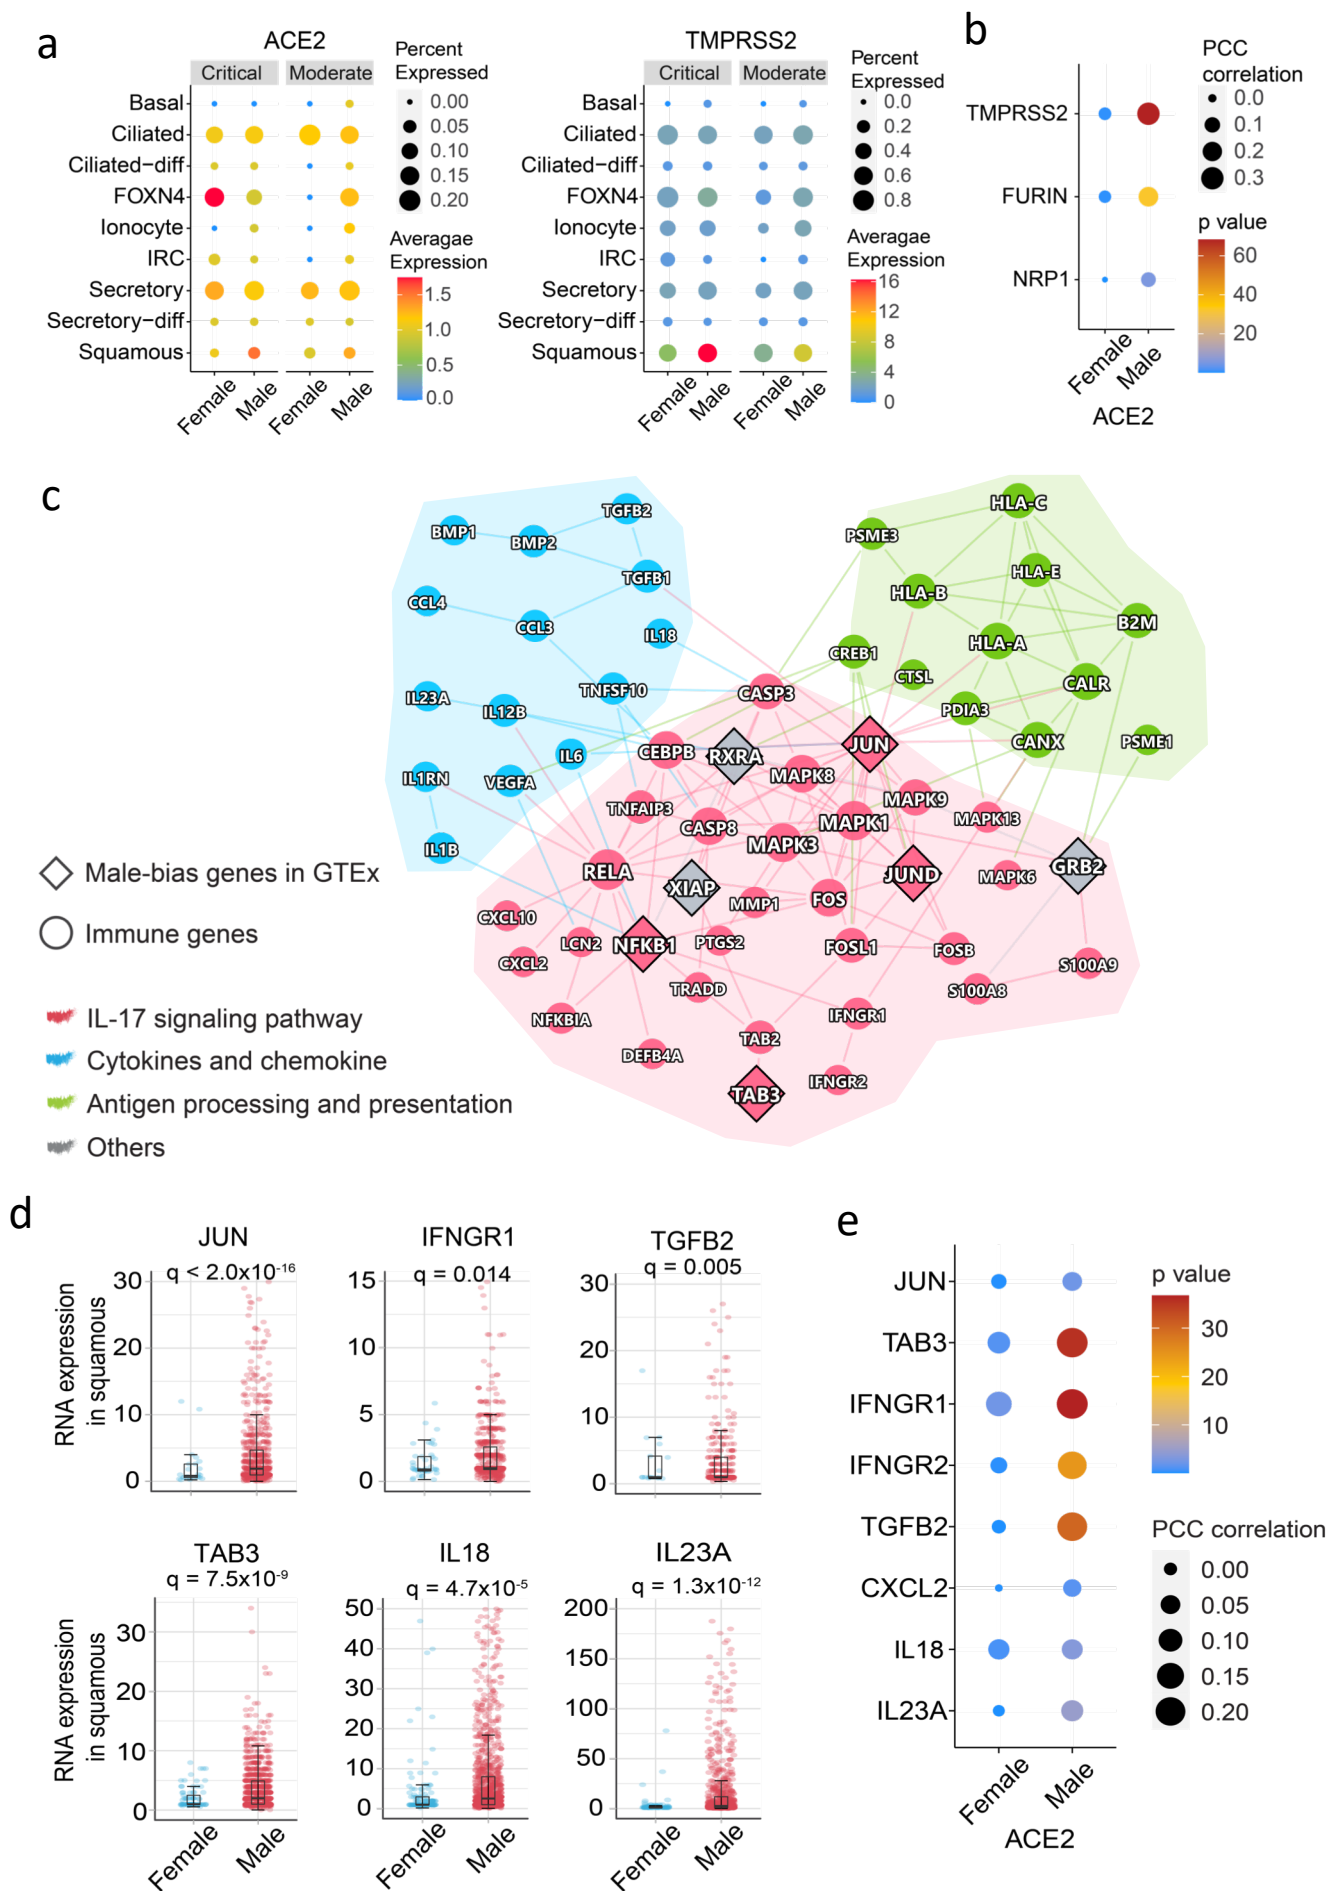 a
ACE2
Critical
Moderate
Basal
Ciliated
Ciliated-diff
FOXN4
Ionocyte
IRC
Secretory
Secretory-diff
Squamous
Female
Male
Female
Male
Percent
Expressed
0.00
0.05
0.10
0.15
0.20
Averagae
Expression
1.5
1.0
0.5
0.0
TMPRSS2
Critical
Moderate
Basal
Ciliated
Ciliated-diff
FOXN4
Ionocyte
IRC
Secretory
Secretory-diff
Squamous
Female
Male
Female
Male
Percent
Expressed
0.0
0.2
0.4
0.6
0.8
Averagae
Expression
16
12
8
4
0
b
TMPRSS2
FURIN
NRP1
Female
Male
ACE2
PCC
correlation
0.0
0.1
0.2
0.3
p value
60
40
20
c
HLA-C
TGFB2
BMP1
BMP2
PSME3
TGFB1
HLA-E
HLA-B
CCL4
CCL3
IL18
B2M
HLA-A
CREB1
CTSL
CALR
TNFSF10
CASP3
IL23A
IL12B
PDIA3
JUN
CANX
PSME1
IL6
CEBPB
RXRA
IL1RN
VEGFA
MAPK8
MAPK9
TNFAIP3
CASP8
MAPK1
MAPK13
IL1B
MAPK3
RELA
XIAP
JUND
MAPK6
GRB2
MMP1
FOS
CXCL10
LCN2
NFKB1
PTGS2
FOSL1
FOSB
CXCL2
S100A9
TRADD
S100A8
NFKBIA
IFNGR1
TAB2
DEFB4A
IFNGR2
TAB3
Male-bias genes in GTEx
Immune genes
IL-17 signaling pathway
Cytokines and chemokine
Antigen processing and presentation
Others
d
RNA expression
in squamous
JUN
q < 2.0x10-16
30
20
10
0
IFNGR1
q = 0.014
15
10
5
0
TGFB2
q = 0.005
30
20
10
0
RNA expression
in squamous
TAB3
q = 7.5x10-9
30
20
10
0
Female
Male
IL18
q = 4.7x10-5
50
40
30
20
10
0
Female
Male
IL23A
q = 1.3x10-12
200
150
100
50
0
Female
Male
e
JUN
TAB3
IFNGR1
IFNGR2
TGFB2
CXCL2
IL18
IL23A
Female
Male
ACE2
p value
30
20
10
PCC correlation
0.00
0.05
0.10
0.15
0.20